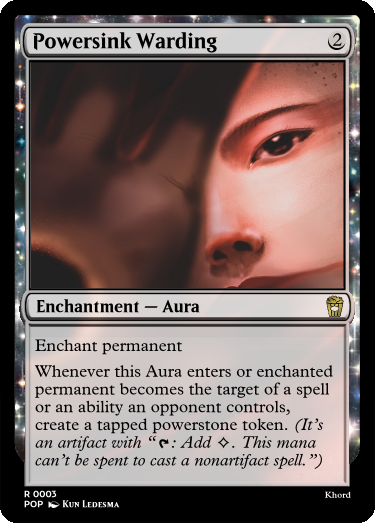 Powersink Warding 2
Enchantment — Aura
Enchant permanent
Whenever this Aura enters or enchanted
permanent becomes the target of a spell
or an ability an opponent controls,
create a tapped powerstone token. (It's
an artifact with “: Add . This mana
can't be spent to cast a nonartifact spell.”)
R 0003 Khord
POP Kun Ledesma